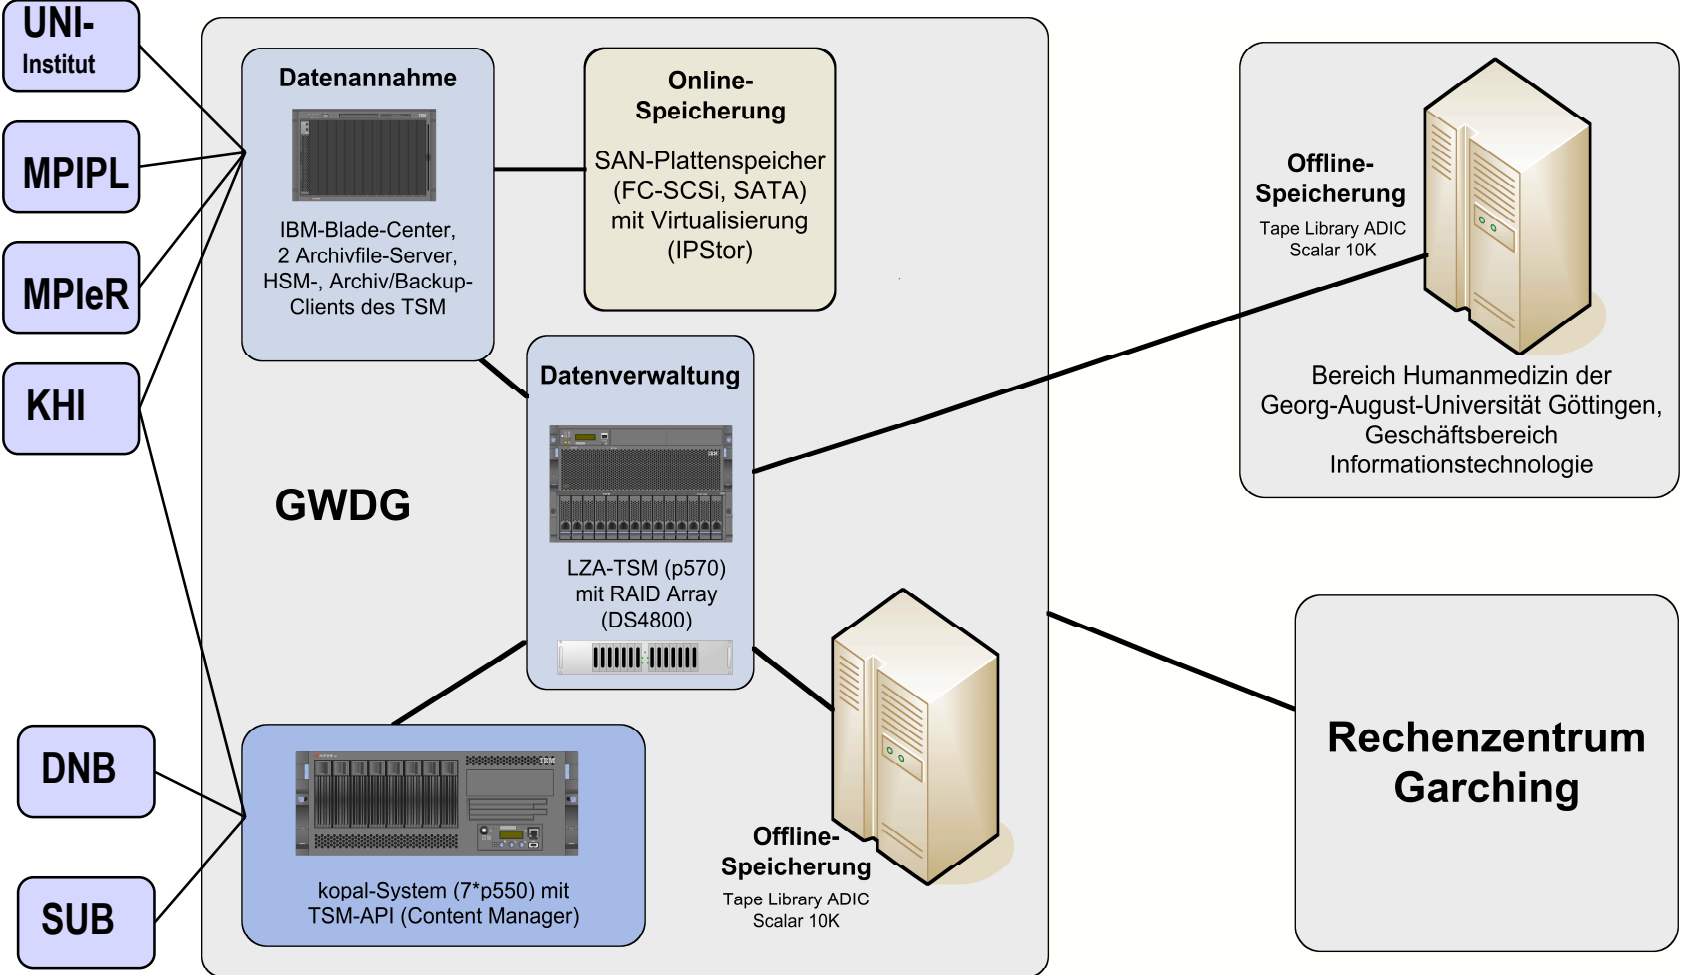 UNI-
Institut
MPIPL
MPIeR
KHI
DNB
SUB
GWDG
Datenannahme
IBM-Blade-Center,
2 Archivfile-Server,
HSM-, Archiv/Backup-
Clients des TSM
Online-
Speicherung
SAN-Plattenspeicher
(FC-SCSi, SATA)
mit Virtualisierung
(IPStor)
Datenverwaltung
IBM
LZA-TSM (p570)
mit RAID Array
(DS4800)
IBM
kopal-System (7*p550) mit
TSM-API (Content Manager)
Offline-
Speicherung
Tape Library ADIC
Scalar 10K
Offline-
Speicherung
Tape Library ADIC
Scalar 10K
Bereich Humanmedizin der
Georg-August-Universität Göttingen,
Geschäftsbereich
Informationstechnologie
Rechenzentrum
Garching